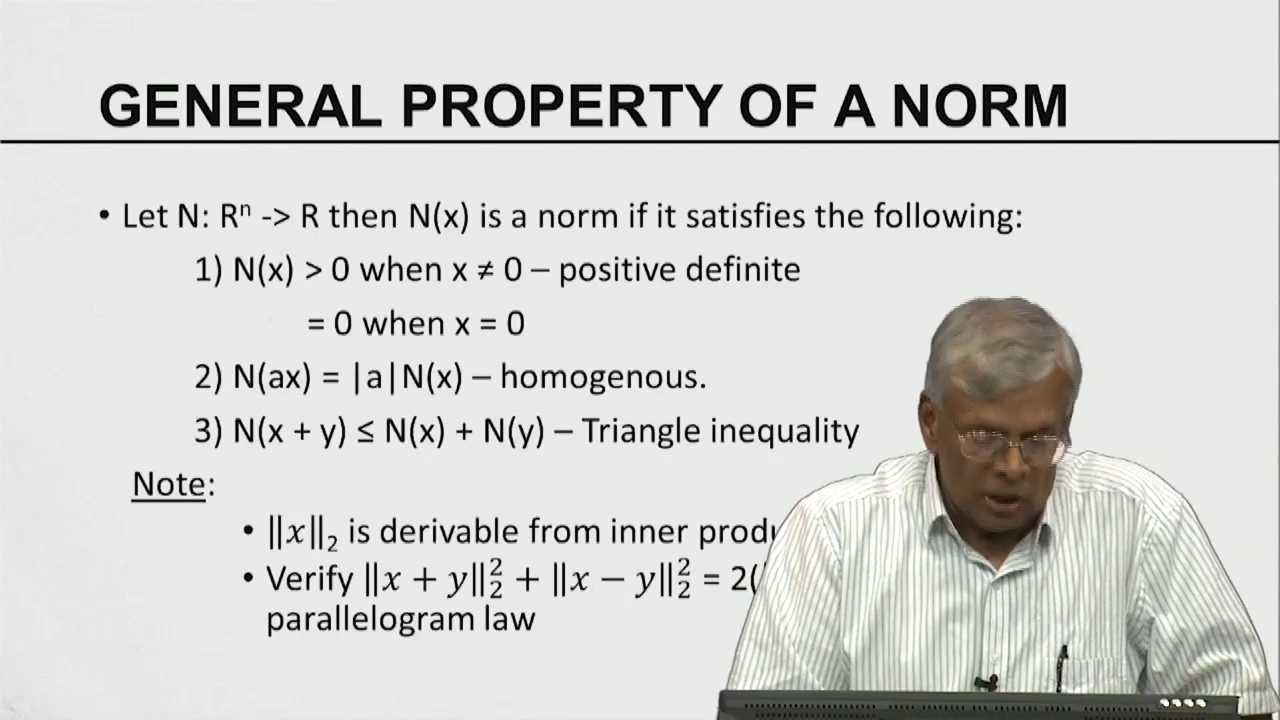 GENERAL PROPERTY OF A NORM
• Let N: Rⁿ -> R then N(x) is a norm if it satisfies the following:
1) N(x) > 0 when x ≠ 0 – positive definite
= 0 when x = 0
2) N(ax) = |a|N(x) – homogenous.
3) N(x + y) ≤ N(x) + N(y) – Triangle inequality
Note:
• ||𝑥||₂ is derivable from inner
• Verify ||𝑥 + 𝑦||₂² + ||𝑥 − 𝑦||₂² = 2(
parallelogram law